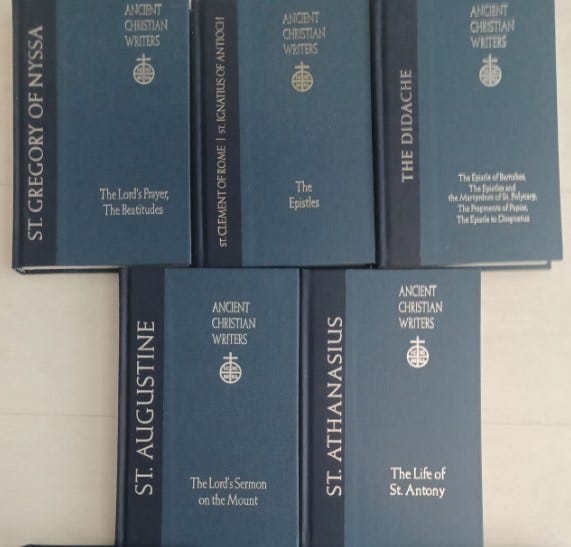 ST. GREGORY OF NYSSA
ANCIENT
CHRISTIAN
WRITERS
The Lord's Prayer,
The Beatitudes
ST. CLEMENT OF ROME | ST. IGNATIUS OF ANTIOCH
ANCIENT
CHRISTIAN
WRITERS
The
Epistles
THE DIDACHE
ANCIENT
CHRISTIAN
WRITERS
The Epistle of Barnabas,
The Epistles and
the Martyrdom of St. Polycarp,
The Fragments of Papias,
The Epistle to Diognetus
ST. AUGUSTINE
ANCIENT
CHRISTIAN
WRITERS
The Lord's Sermon
on the Mount
ST. ATHANASIUS
ANCIENT
CHRISTIAN
WRITERS
The Life of
St. Antony